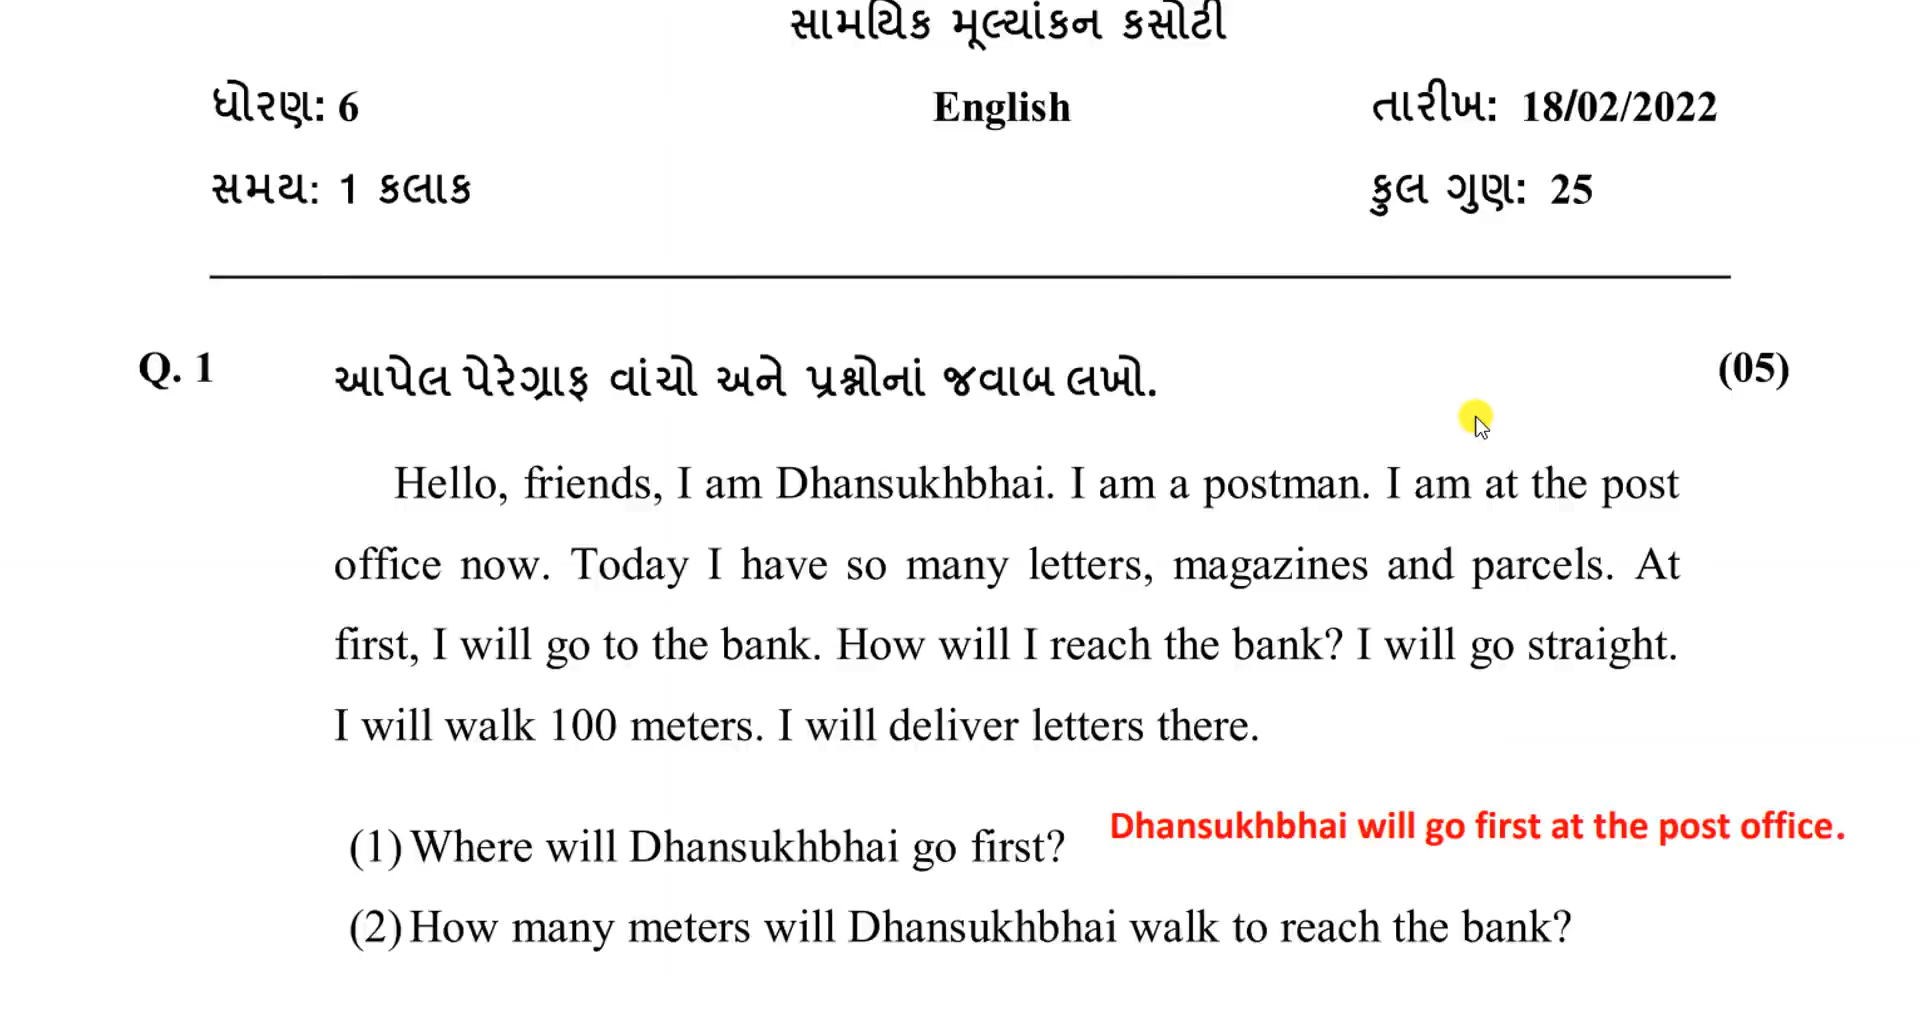 સામયિક મૂલ્યાંકન કસોટી
ધોરણ: 6 English તારીખ: 18/02/2022
સમય: 1 કલાક કુલ ગુણ: 25
Q. 1 આપેલ પેરેગ્રાફ વાંચો અને પ્રશ્નોનાં જવાબ લખો. (05)
Hello, friends, I am Dhansukhbhai. I am a postman. I am at the post
office now. Today I have so many letters, magazines and parcels. At
first, I will go to the bank. How will I reach the bank? I will go straight.
I will walk 100 meters. I will deliver letters there.
(1) Where will Dhansukhbhai go first? Dhansukhbhai will go first at the post office.
(2) How many meters will Dhansukhbhai walk to reach the bank?